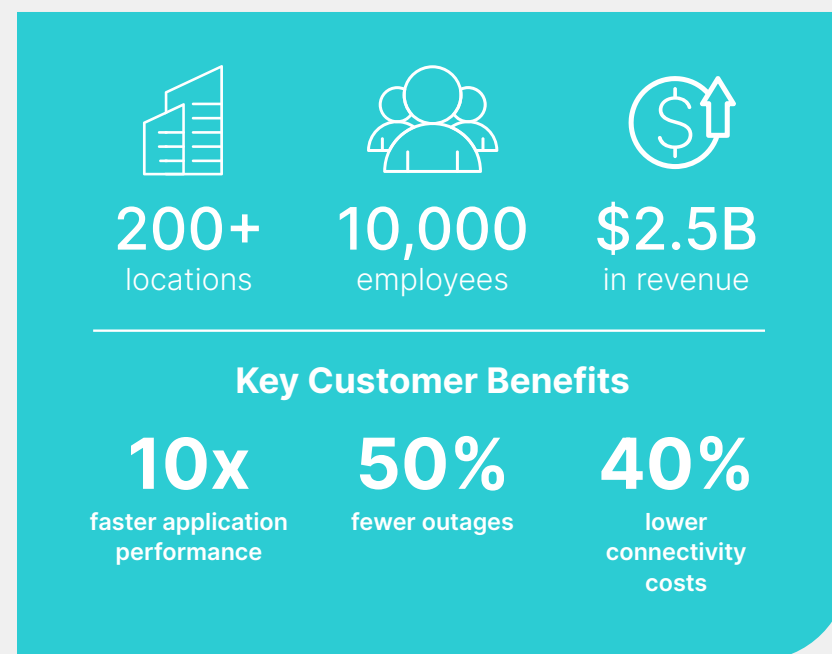 200+ 10,000 $2.5B
locations employees in revenue
Key Customer Benefits
10x 50% 40%
faster application fewer outages lower
performance connectivity
costs